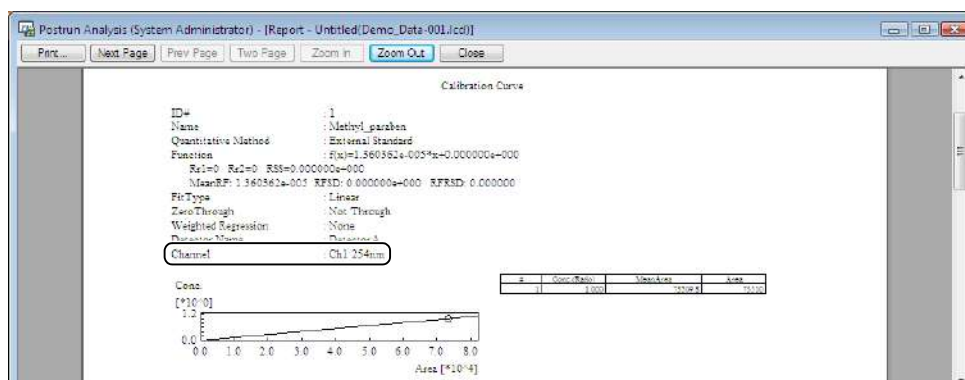 Postrun Analysis (System Administrator) - [Report - Untitled(Demo_Data-001.lcd)]
Print... Next Page Prev Page Two Page Zoom In Zoom Out Close
Calibration Curve
ID# : 1
Name : Methyl_paraben
Quantitative Method : External Standard
Function : f(x)=1.360362e-005*x+0.000000e+000
Rr1=0 Rr2=0 RSS=0.000000e+000
MeanRF: 1.360362e-005 RFSD: 0.000000e+000 RFRSD: 0.000000
FitType : Linear
ZeroThrough : Not Through
Weighted Regression : None
Detector Name : Detector A
Channel : Ch1 254nm
# Conc.(Ratio) MeanArea Area
1 1.000
Conc.
[*10^0]
1.2
0.0
0.0 1.0 2.0 3.0 4.0 5.0 6.0 7.0 8.0
Area [*10^4]